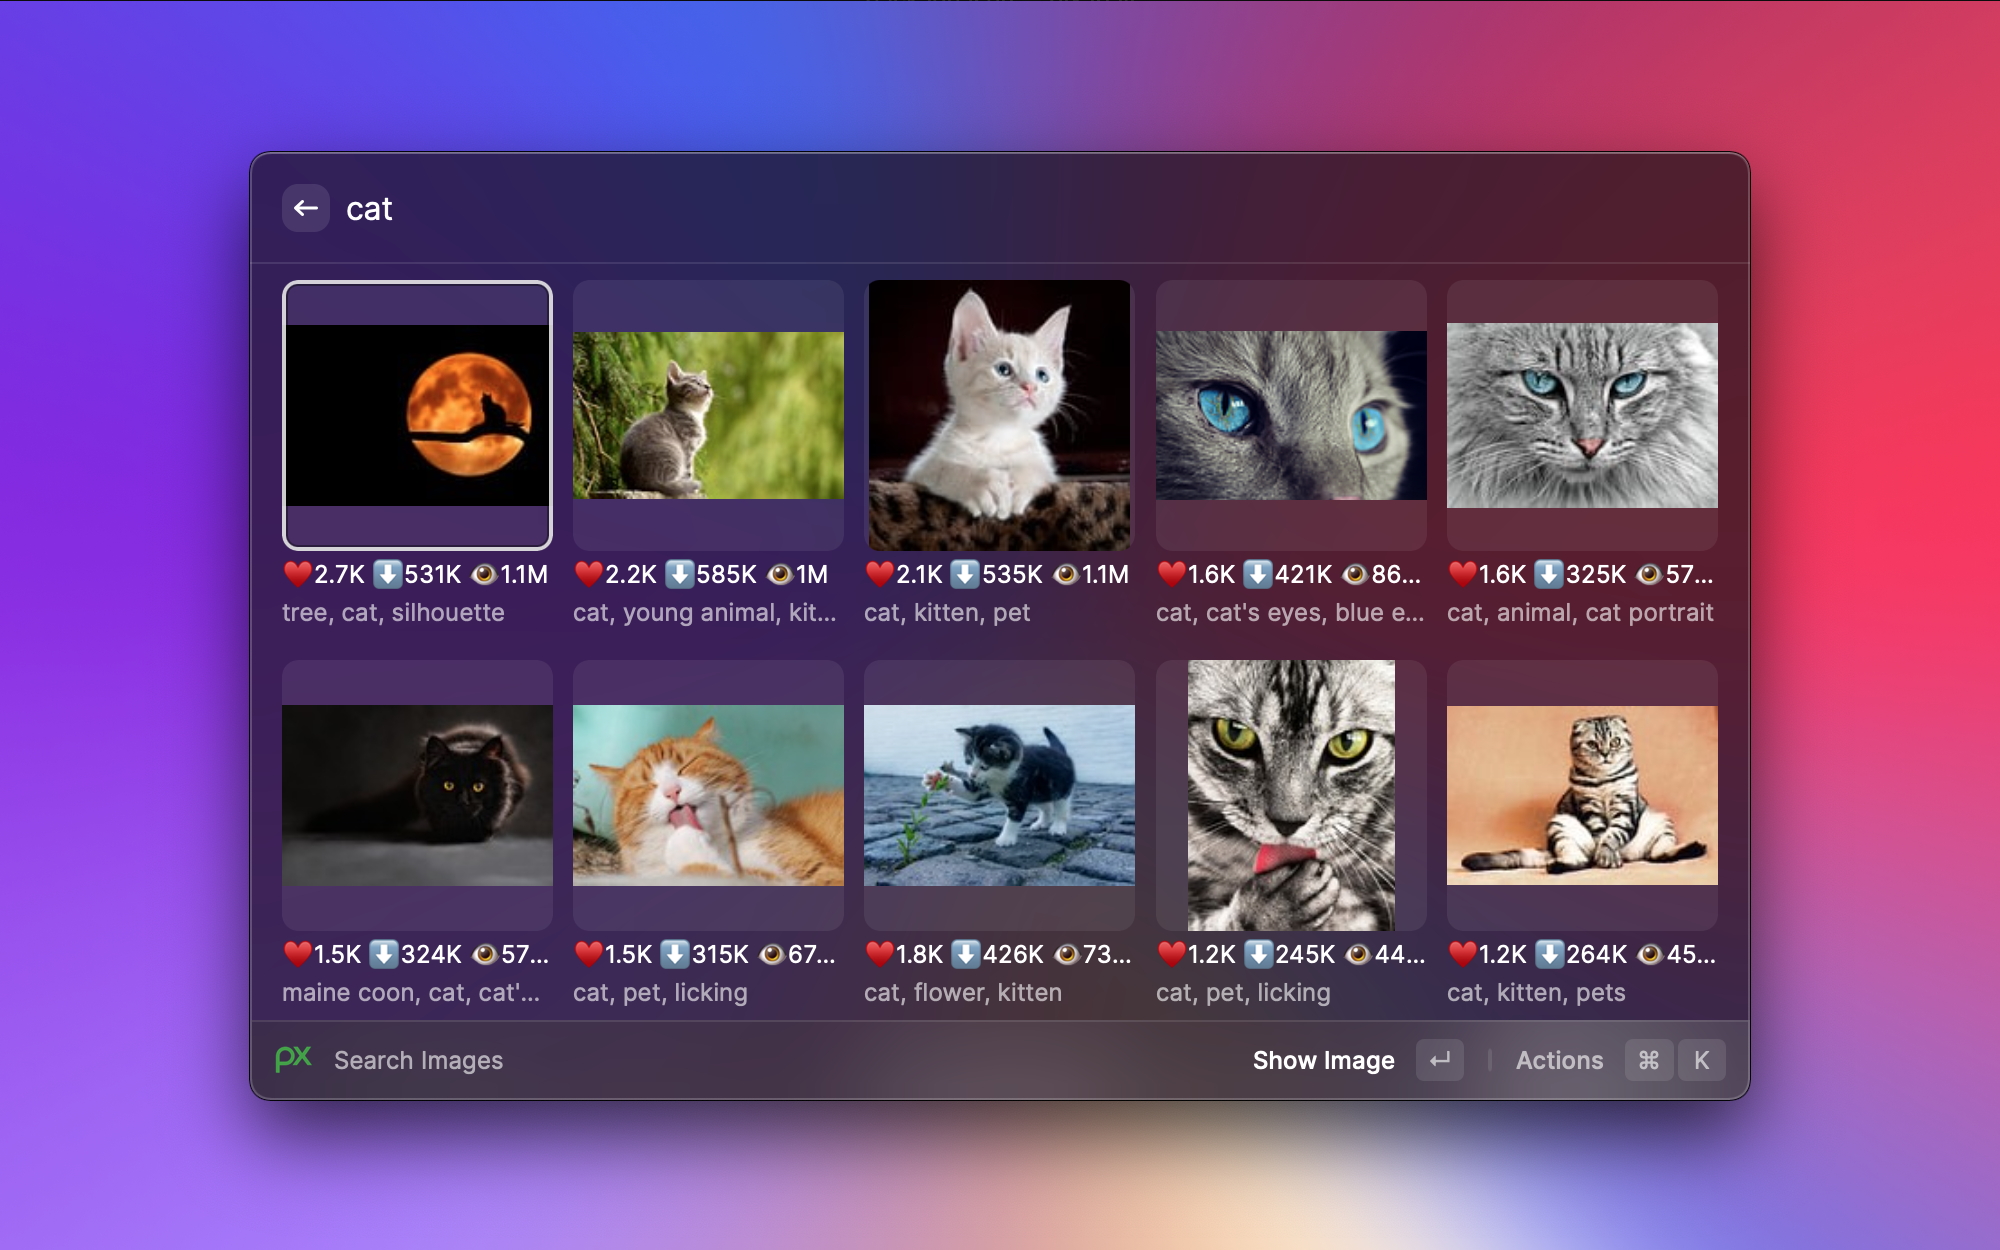 cat
❤️2.7K ⬇️531K 👁️1.1M
tree, cat, silhouette
❤️2.2K ⬇️585K 👁️1M
cat, young animal, kit...
❤️2.1K ⬇️535K 👁️1.1M
cat, kitten, pet
❤️1.6K ⬇️421K 👁️86...
cat, cat's eyes, blue e...
❤️1.6K ⬇️325K 👁️57...
cat, animal, cat portrait
❤️1.5K ⬇️324K 👁️57...
maine coon, cat, cat'...
❤️1.5K ⬇️315K 👁️67...
cat, pet, licking
❤️1.8K ⬇️426K 👁️73...
cat, flower, kitten
❤️1.2K ⬇️245K 👁️44...
cat, pet, licking
❤️1.2K ⬇️264K 👁️45...
cat, kitten, pets
px Search Images
Show Image ↵ | Actions ⌘ K